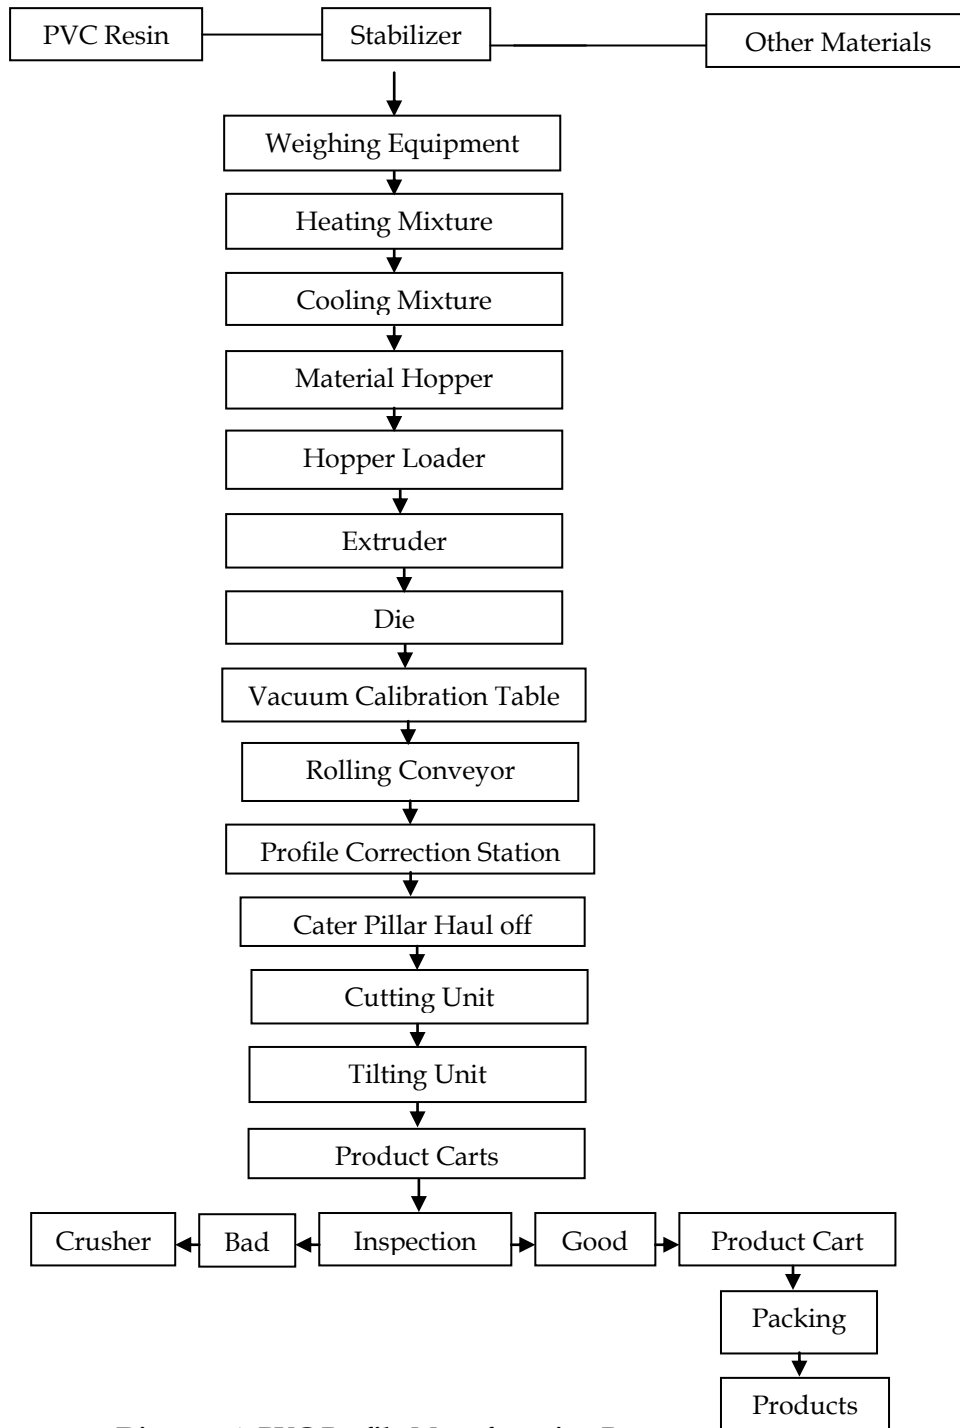 PVC Resin
Stabilizer
Other Materials
Weighing Equipment
Heating Mixture
Cooling Mixture
Material Hopper
Hopper Loader
Extruder
Die
Vacuum Calibration Table
Rolling Conveyor
Profile Correction Station
Cater Pillar Haul off
Cutting Unit
Tilting Unit
Product Carts
Crusher
Bad
Inspection
Good
Product Cart
Packing
Products